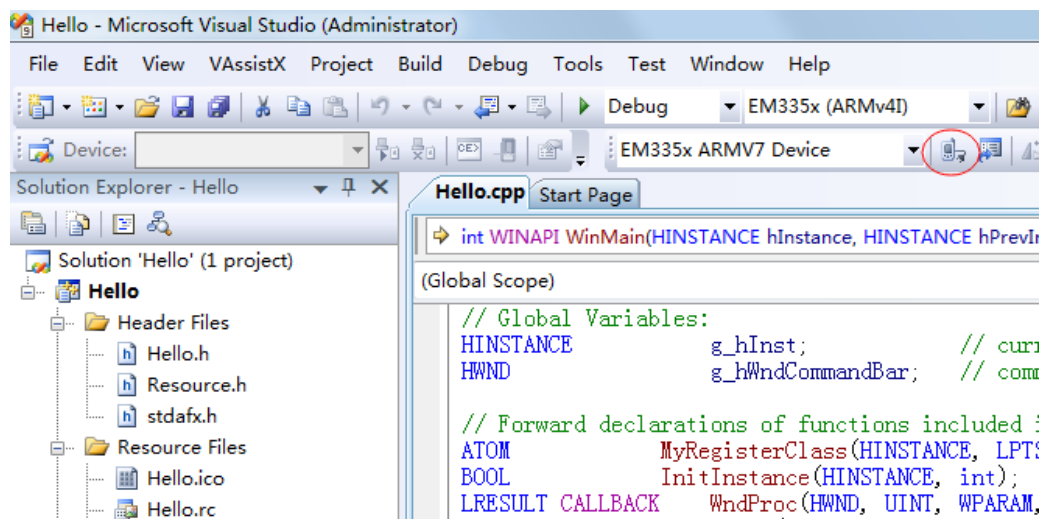 Hello - Microsoft Visual Studio (Administrator)
File Edit View VAssistX Project Build Debug Tools Test Window Help
Debug EM335x (ARMv4I)
Device: EM335x ARMV7 Device
Solution Explorer - Hello
Hello.cpp Start Page
int WINAPI WinMain(HINSTANCE hInstance, HINSTANCE hPrevI
(Global Scope)
Solution 'Hello' (1 project)
Hello
Header Files
Hello.h
Resource.h
stdafx.h
Resource Files
Hello.ico
Hello.rc
// Global Variables:
HINSTANCE g_hInst; // curr
HWND g_hWndCommandBar; // comm
// Forward declarations of functions included i
ATOM MyRegisterClass(HINSTANCE, LPTS
BOOL InitInstance(HINSTANCE, int);
LRESULT CALLBACK WndProc(HWND, UINT, WPARAM,